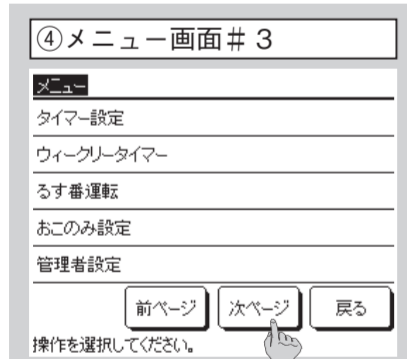 ④メニュー画面＃３
メニュー
タイマー設定
ウィークリータイマー
るす番運転
おこのみ設定
管理者設定
前ページ 次ページ 戻る
操作を選択してください。